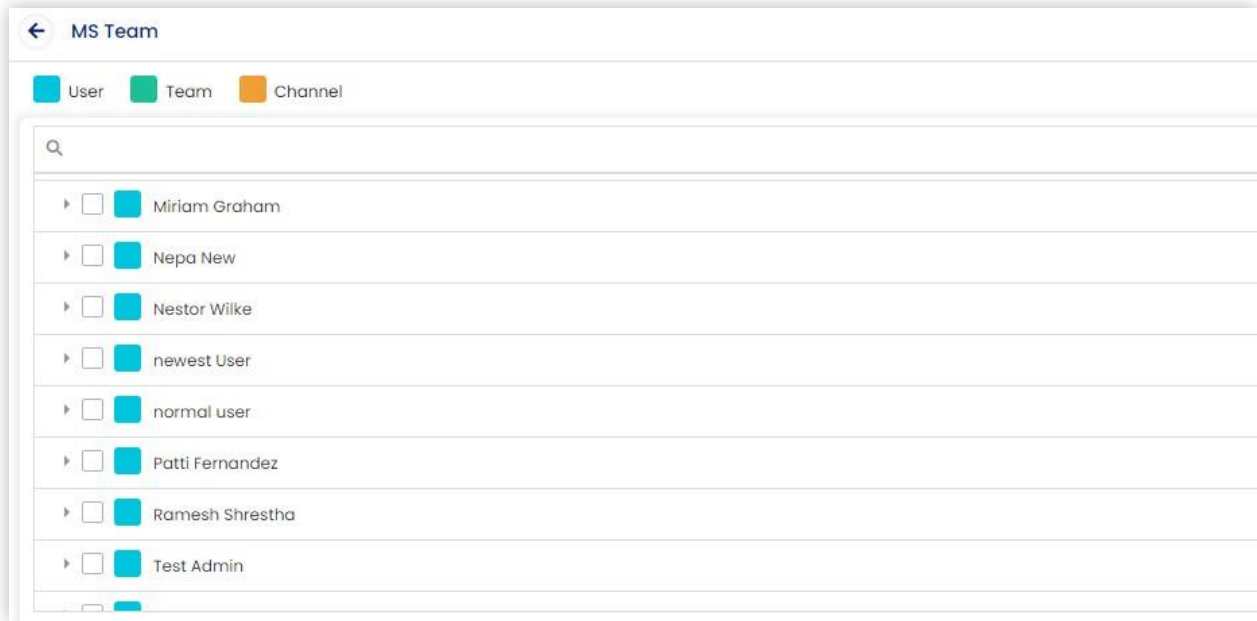 MS Team
User Team Channel
Miriam Graham
Nepa New
Nestor Wilke
newest User
normal user
Patti Fernandez
Ramesh Shrestha
Test Admin